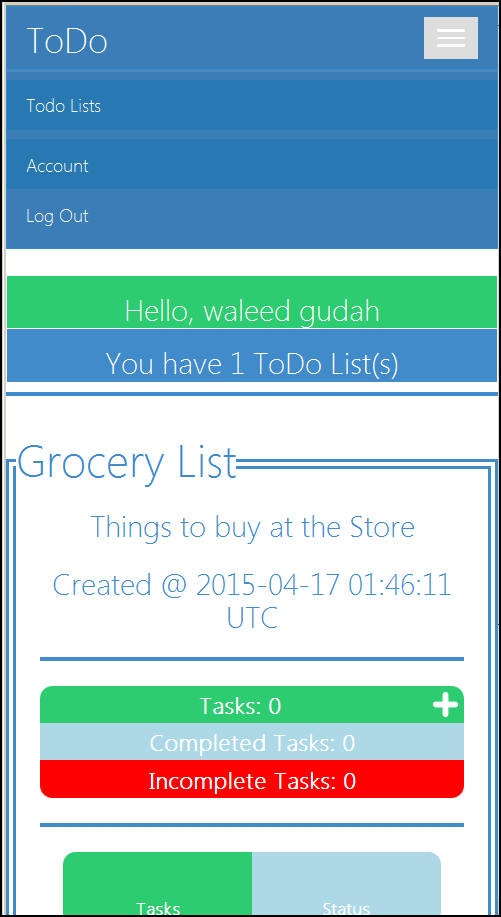 ToDo
Todo Lists
Account
Log Out
Hello, waleed gudah
You have 1 ToDo List(s)
Grocery List
Things to buy at the Store
Created @ 2015-04-17 01:46:11
UTC
Tasks: 0
Completed Tasks: 0
Incomplete Tasks: 0
Tasks Status